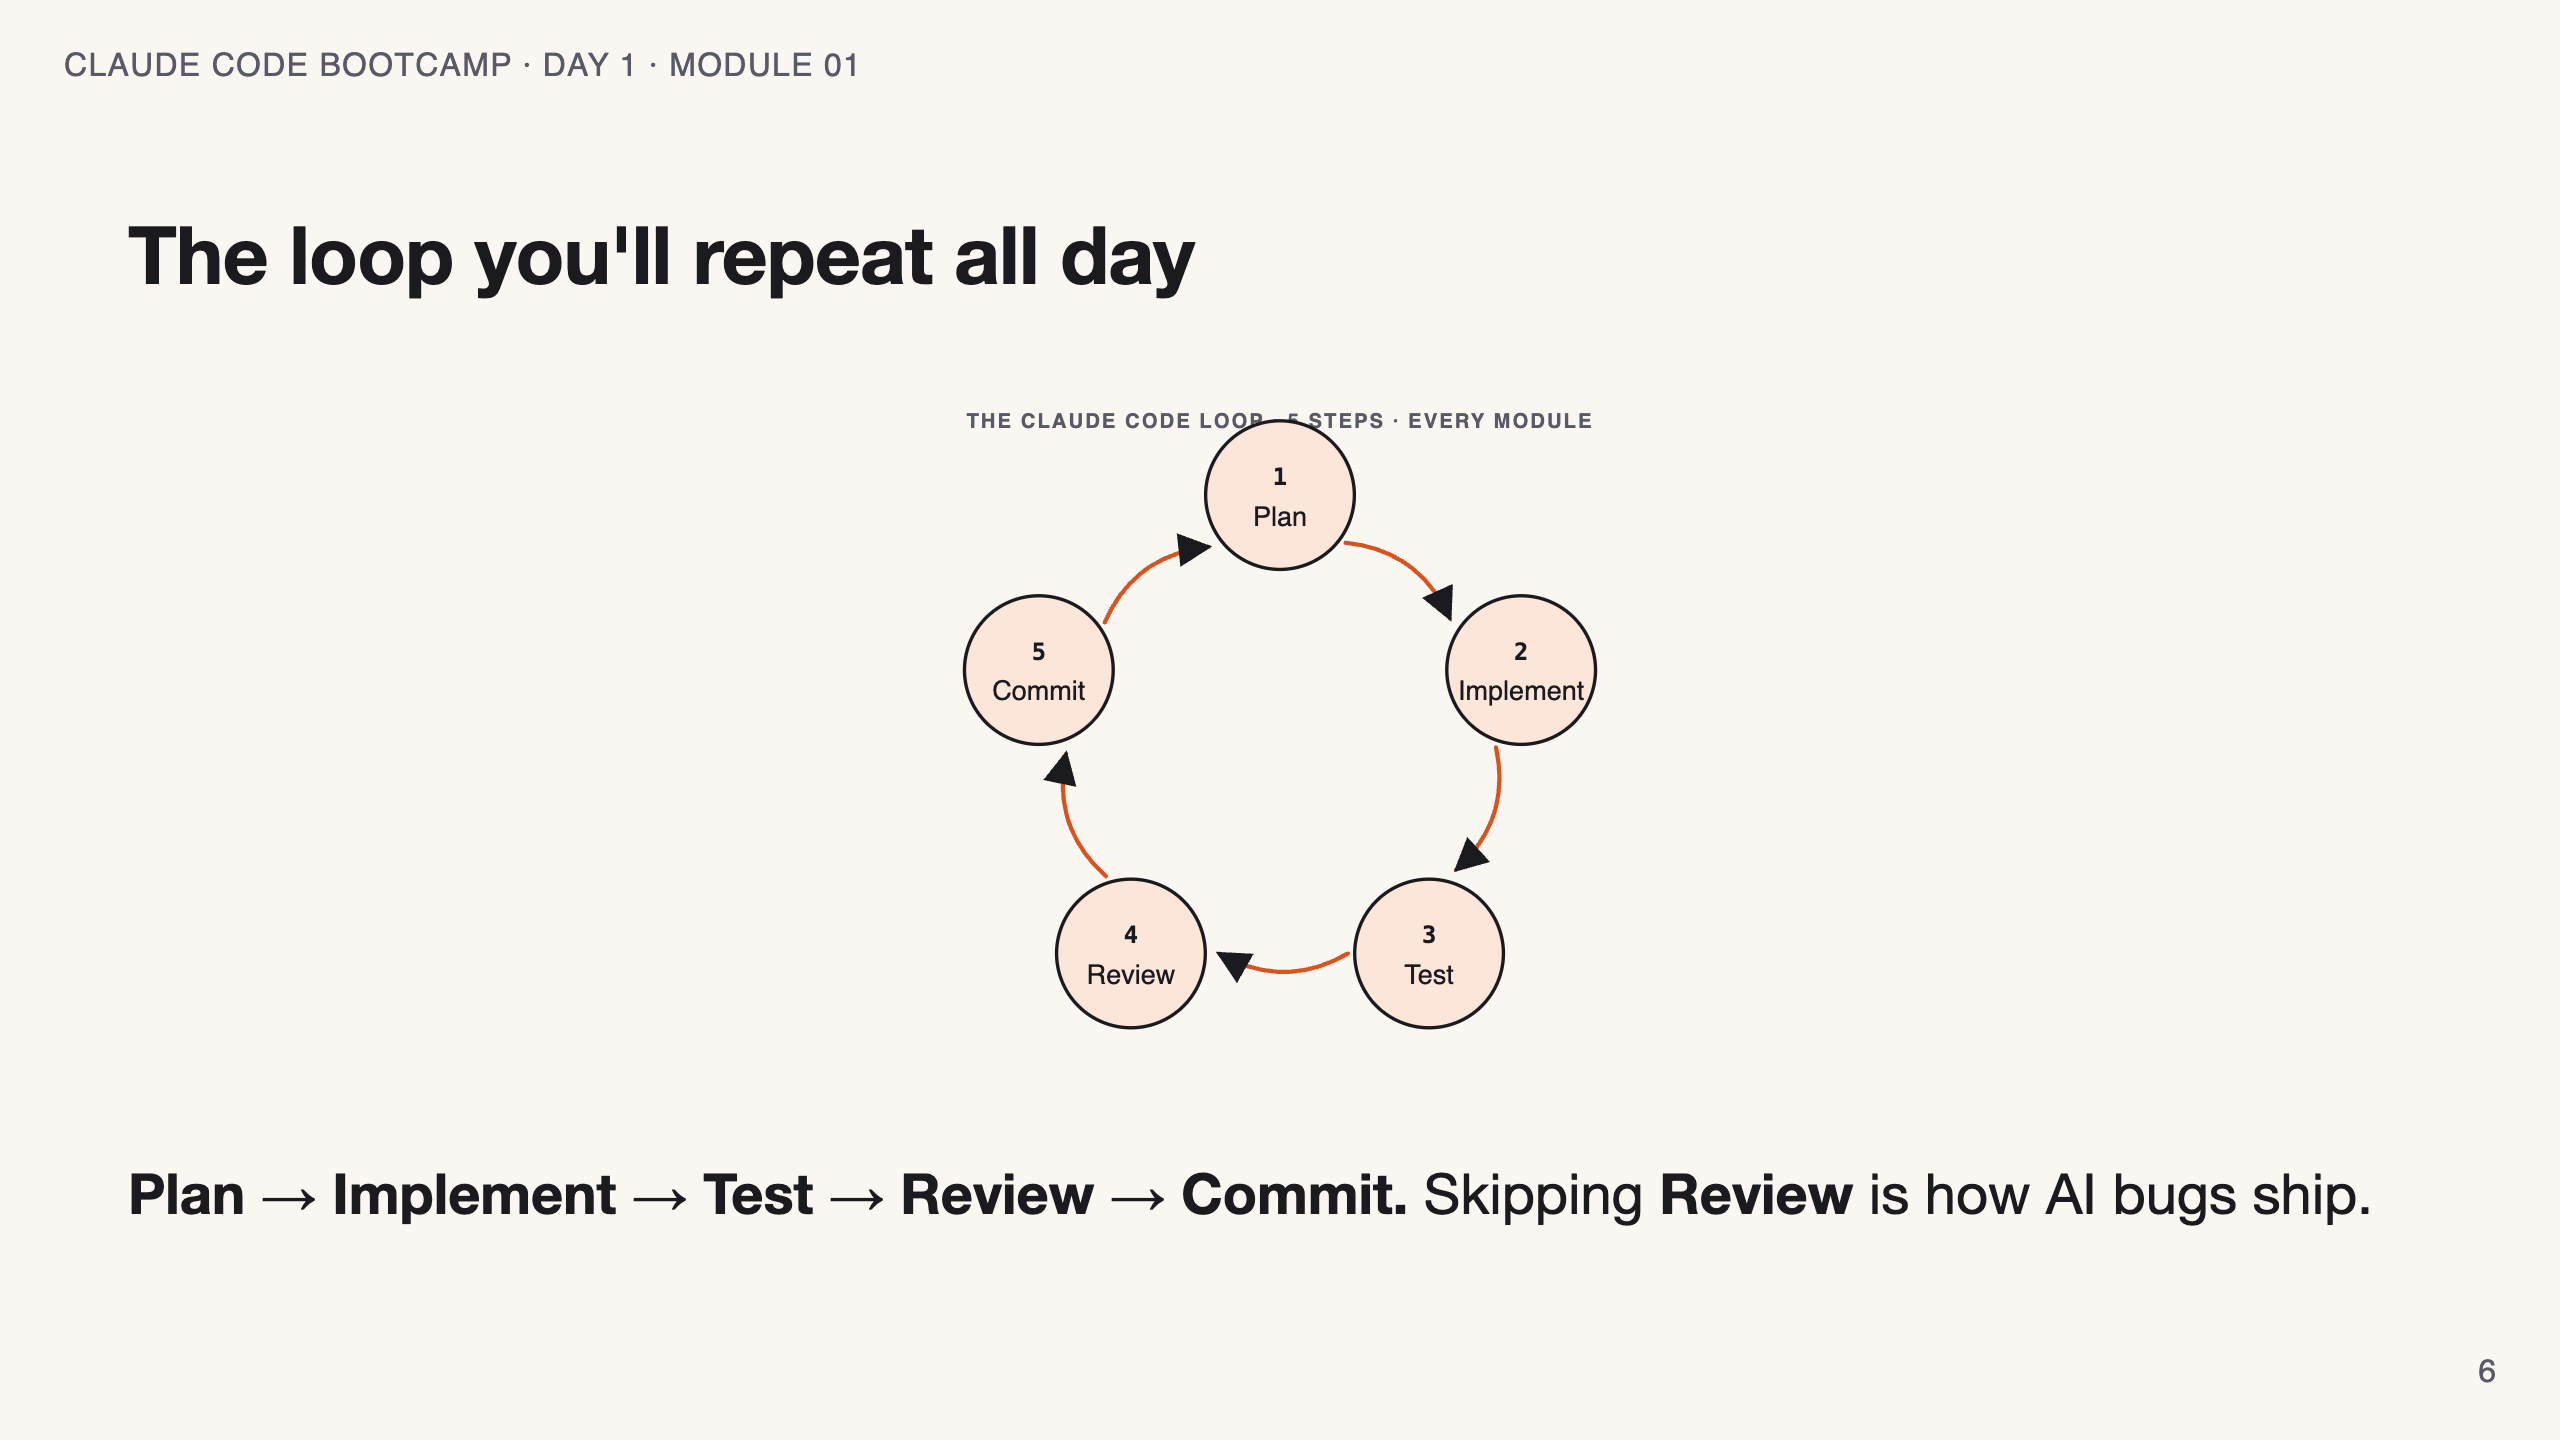 CLAUDE CODE BOOTCAMP · DAY 1 · MODULE 01
The loop you'll repeat all day
THE CLAUDE CODE LOOP · 5 STEPS · EVERY MODULE
1
Plan
2
Implement
3
Test
4
Review
5
Commit
Plan → Implement → Test → Review → Commit. Skipping Review is how AI bugs ship.
6